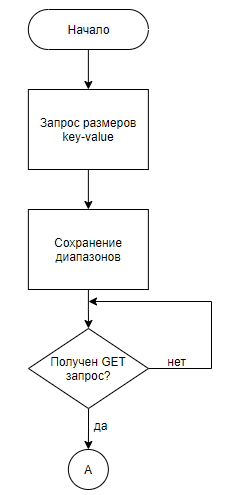 Начало
Запрос размеров
key-value
Сохранение
диапазонов
Получен GET
запрос?
нет
да
А